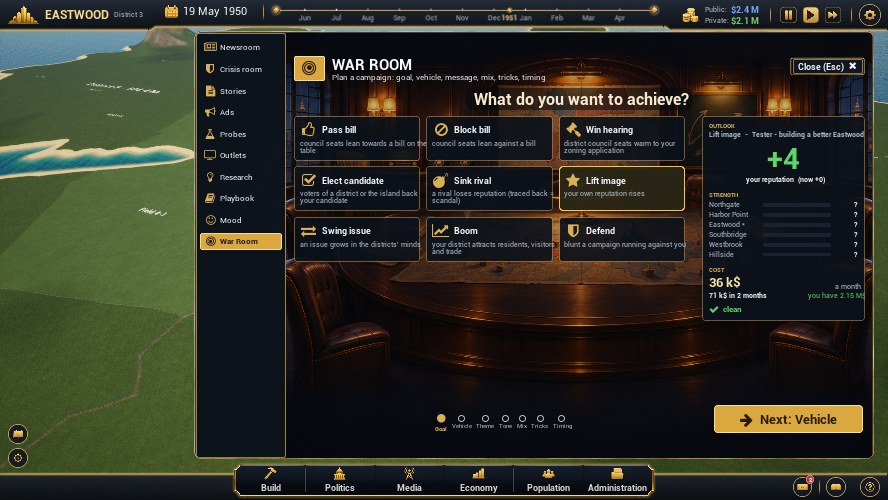 EASTWOOD District 3
19 May 1950
Jun Jul Aug Sep Oct Nov Dec 1951 Jan Feb Mar Apr
Public: $2.4 M
Private: $2.1 M
Newsroom
Crisis room
Stories
Ads
Probes
Outlets
Research
Playbook
Mood
War Room
WAR ROOM
Plan a campaign: goal, vehicle, message, mix, tricks, timing
Close (Esc)
What do you want to achieve?
Pass bill
council seats lean towards a bill on the
table
Block bill
council seats lean against a bill
Win hearing
district council seats warm to your
zoning application
Elect candidate
voters of a district or the island back
your candidate
Sink rival
a rival loses reputation (traced back =
scandal)
Lift image
your own reputation rises
Swing issue
an issue grows in the districts' minds
Boom
your district attracts residents, visitors
and trade
Defend
blunt a campaign running against you
OUTLOOK
Lift image - Tester - building a better Eastwood
+4
your reputation (now +0)
STRENGTH
Northgate ?
Harbor Point ?
Eastwood • ?
Southbridge ?
Westbrook ?
Hillside ?
COST
36 k$ a month
71 k$ in 2 months you have 2.15 M$
clean
Goal Vehicle Theme Tone Mix Tricks Timing
Next: Vehicle
Build
Politics
Media
Economy
Population
Administration